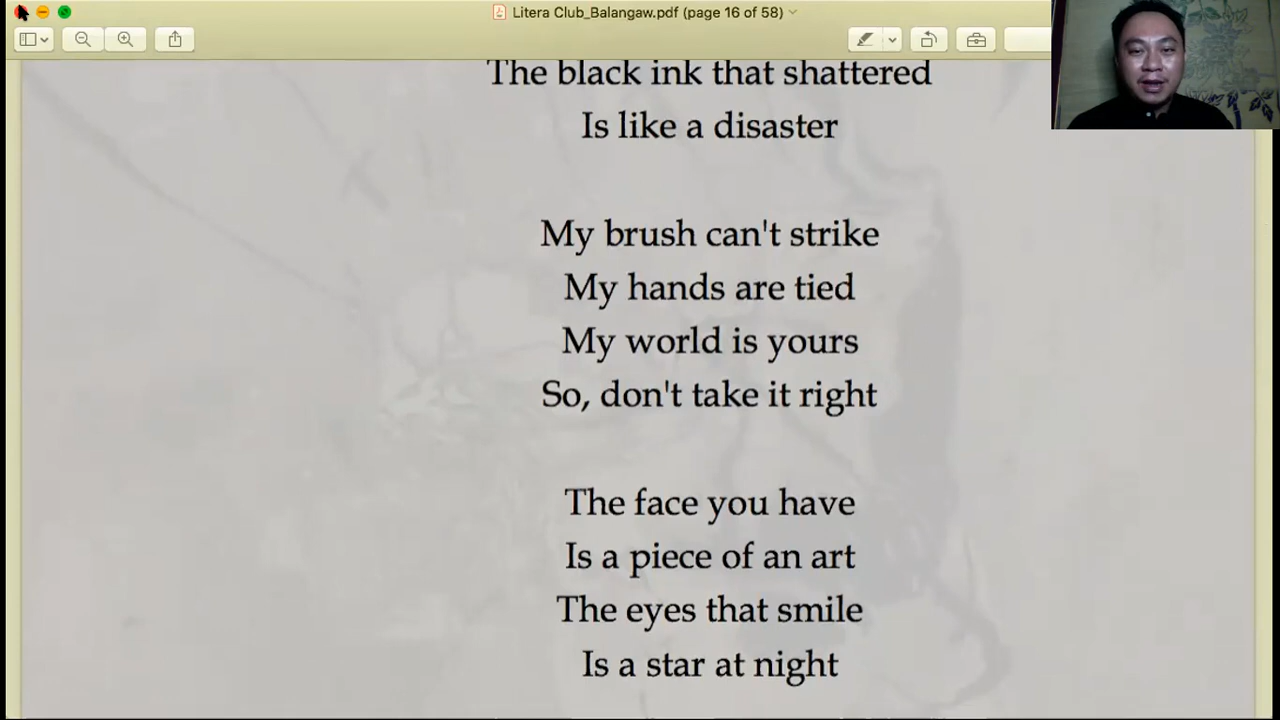 Litera Club_Balangaw.pdf (page 16 of 58)
The black ink that shattered
Is like a disaster
My brush can't strike
My hands are tied
My world is yours
So, don't take it right
The face you have
Is a piece of an art
The eyes that smile
Is a star at night